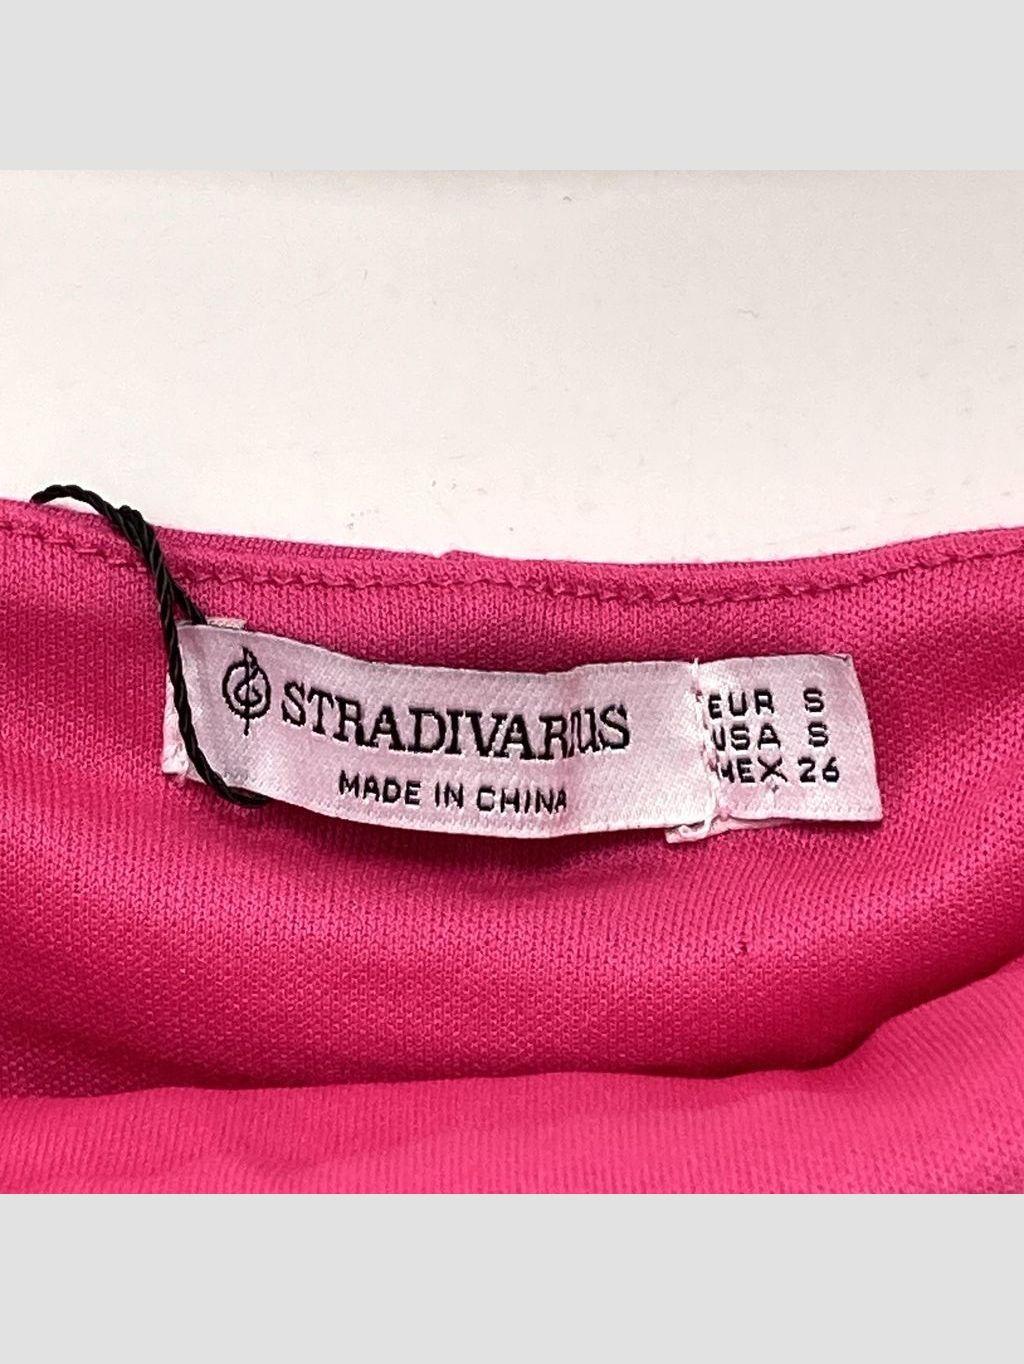 STRADIVARIUS
MADE IN CHINA
EUR S
USA S
MEX 26